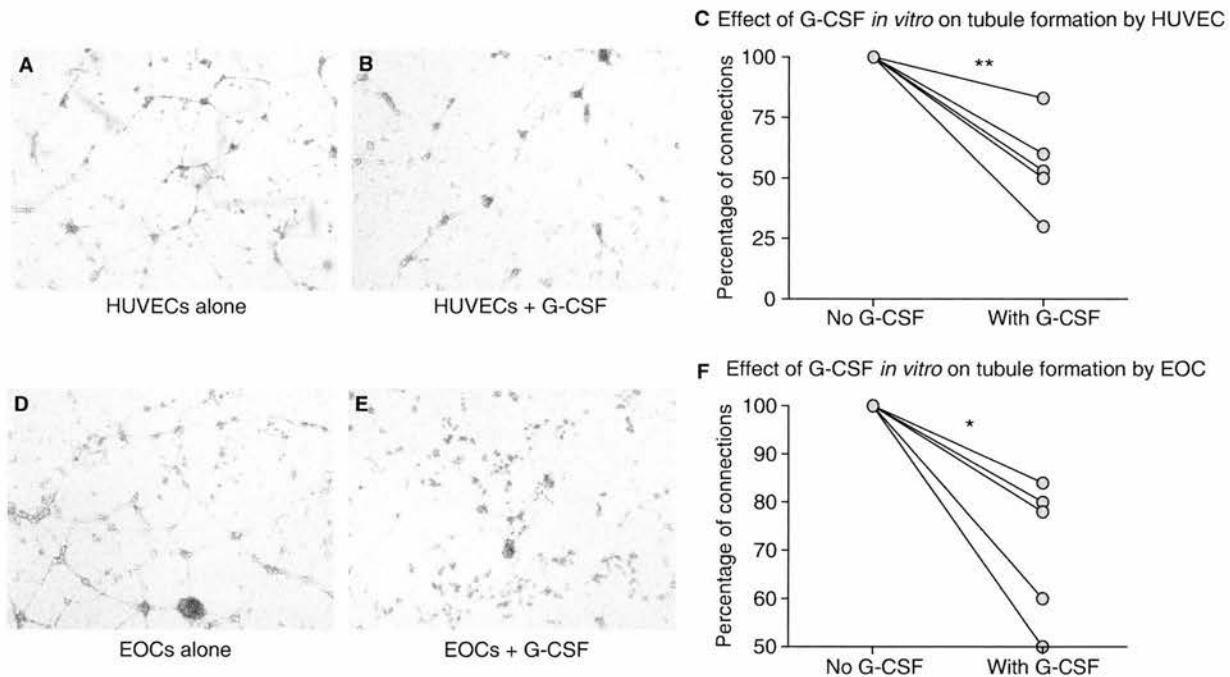 A
HUVECs alone
B
HUVECs + G-CSF
C Effect of G-CSF in vitro on tubule formation by HUVEC
Percentage of connections
100
75
50
25
0
**
No G-CSF
With G-CSF
D
EOCs alone
E
EOCs + G-CSF
F Effect of G-CSF in vitro on tubule formation by EOC
Percentage of connections
100
90
80
70
60
50
*
No G-CSF
With G-CSF